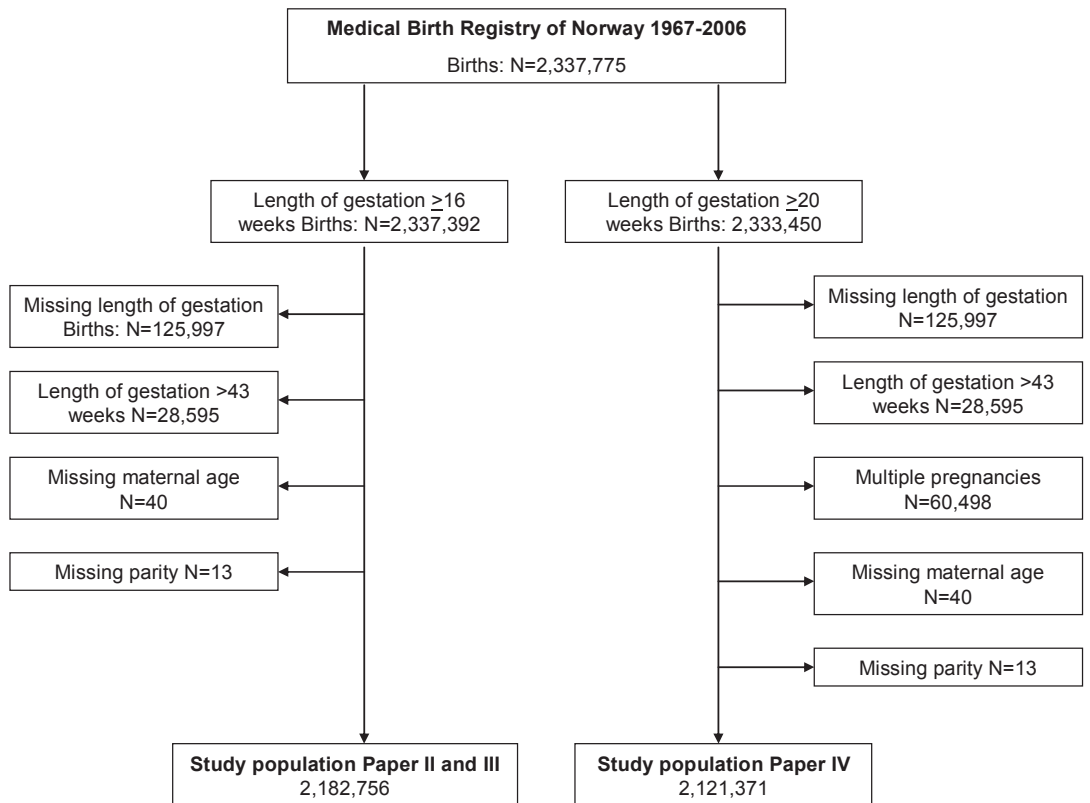 Medical Birth Registry of Norway 1967-2006
Births: N=2,337,775
Length of gestation ≥16
weeks Births: N=2,337,392
Length of gestation ≥20
weeks Births: 2,333,450
Missing length of gestation
Births: N=125,997
Length of gestation >43
weeks N=28,595
Missing maternal age
N=40
Missing parity N=13
Missing length of gestation
N=125,997
Length of gestation >43
weeks N=28,595
Multiple pregnancies
N=60,498
Missing maternal age
N=40
Missing parity N=13
Study population Paper II and III
2,182,756
Study population Paper IV
2,121,371